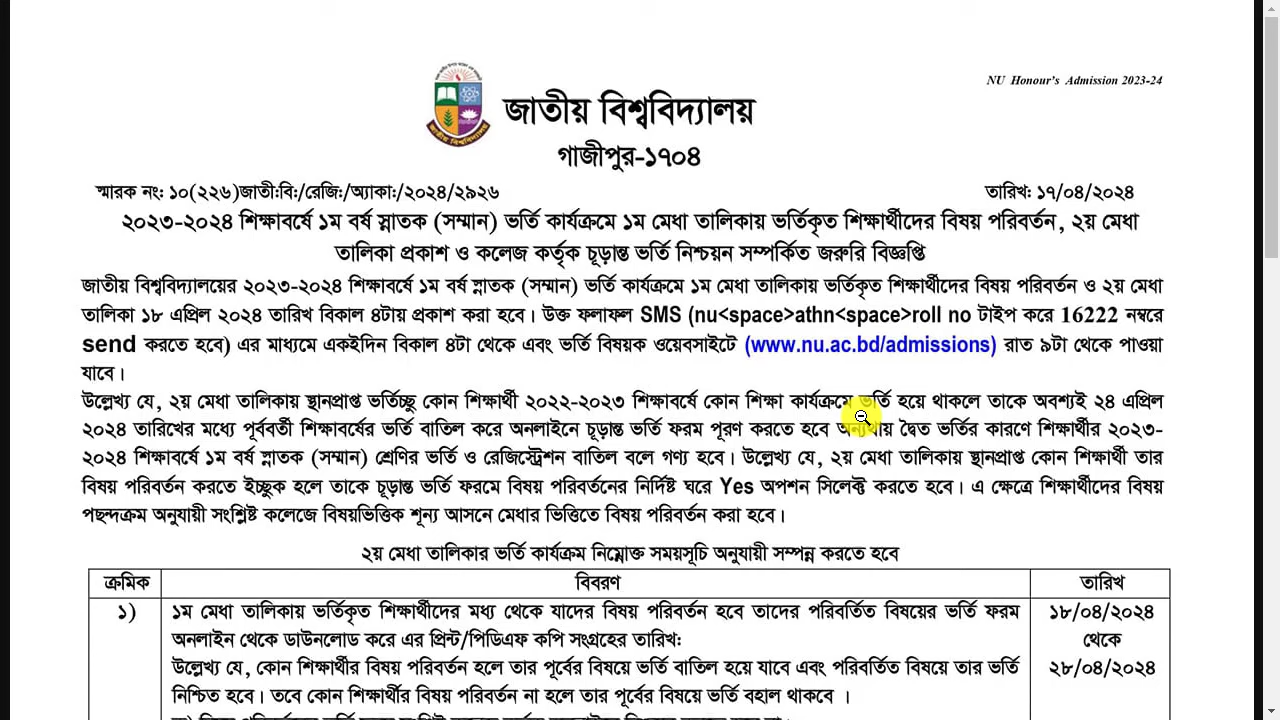 NU Honour's Admission 2023-24
জাতীয় বিশ্ববিদ্যালয়
গাজীপুর-১৭০৪
স্মারক নং: ১০(২২৬)জাতী:বি:/রেজি:/অ্যাকা:/২০২৪/২৯২৬ তারিখ: ১৭/০৪/২০২৪
২০২৩-২০২৪ শিক্ষাবর্ষে ১ম বর্ষ স্নাতক (সম্মান) ভর্তি কার্যক্রমে ১ম মেধা তালিকায় ভর্তিকৃত শিক্ষার্থীদের বিষয় পরিবর্তন, ২য় মেধা
তালিকা প্রকাশ ও কলেজ কর্তৃক চূড়ান্ত ভর্তি নিশ্চয়ন সম্পর্কিত জরুরি বিজ্ঞপ্তি
জাতীয় বিশ্ববিদ্যালয়ের ২০২৩-২০২৪ শিক্ষাবর্ষে ১ম বর্ষ স্নাতক (সম্মান) ভর্তি কার্যক্রমে ১ম মেধা তালিকায় ভর্তিকৃত শিক্ষার্থীদের বিষয় পরিবর্তন ও ২য় মেধা
তালিকা ১৮ এপ্রিল ২০২৪ তারিখ বিকাল ৪টায় প্রকাশ করা হবে। উক্ত ফলাফল SMS (nu<space>athn<space>roll no টাইপ করে 16222 নম্বরে
send করতে হবে) এর মাধ্যমে একইদিন বিকাল ৪টা থেকে এবং ভর্তি বিষয়ক ওয়েবসাইটে (www.nu.ac.bd/admissions) রাত ৯টা থেকে পাওয়া
যাবে।
উল্লেখ্য যে, ২য় মেধা তালিকায় স্থানপ্রাপ্ত ভর্তিচ্ছু কোন শিক্ষার্থী ২০২২-২০২৩ শিক্ষাবর্ষে কোন শিক্ষা কার্যক্রমে ভর্তি হয়ে থাকলে তাকে অবশ্যই ২৪ এপ্রিল
২০২৪ তারিখের মধ্যে পূর্ববর্তী শিক্ষাবর্ষের ভর্তি বাতিল করে অনলাইনে চূড়ান্ত ভর্তি ফরম পূরণ করতে হবে অন্যথায় দ্বৈত ভর্তির কারণে শিক্ষার্থীর ২০২৩-
২০২৪ শিক্ষাবর্ষে ১ম বর্ষ স্নাতক (সম্মান) শ্রেণির ভর্তি ও রেজিস্ট্রেশন বাতিল বলে গণ্য হবে। উল্লেখ্য যে, ২য় মেধা তালিকায় স্থানপ্রাপ্ত কোন শিক্ষার্থী তার
বিষয় পরিবর্তন করতে ইচ্ছুক হলে তাকে চূড়ান্ত ভর্তি ফরমে বিষয় পরিবর্তনের নির্দিষ্ট ঘরে Yes অপশন সিলেক্ট করতে হবে। এ ক্ষেত্রে শিক্ষার্থীদের বিষয়
পছন্দক্রম অনুযায়ী সংশ্লিষ্ট কলেজে বিষয়ভিত্তিক শূন্য আসনে মেধার ভিত্তিতে বিষয় পরিবর্তন করা হবে।
২য় মেধা তালিকার ভর্তি কার্যক্রম নিম্নোক্ত সময়সূচি অনুযায়ী সম্পন্ন করতে হবে
ক্রমিক বিবরণ তারিখ
১) ১ম মেধা তালিকায় ভর্তিকৃত শিক্ষার্থীদের মধ্য থেকে যাদের বিষয় পরিবর্তন হবে তাদের পরিবর্তিত বিষয়ের ভর্তি ফরম ১৮/০৪/২০২৪
অনলাইন থেকে ডাউনলোড করে এর প্রিন্ট/পিডিএফ কপি সংগ্রহের তারিখ: থেকে
উল্লেখ্য যে, কোন শিক্ষার্থীর বিষয় পরিবর্তন হলে তার পূর্বের বিষয়ে ভর্তি বাতিল হয়ে যাবে এবং পরিবর্তিত বিষয়ে তার ভর্তি ২৮/০৪/২০২৪
নিশ্চিত হবে। তবে কোন শিক্ষার্থীর বিষয় পরিবর্তন না হলে তার পূর্বের বিষয়ে ভর্তি বহাল থাকবে ।